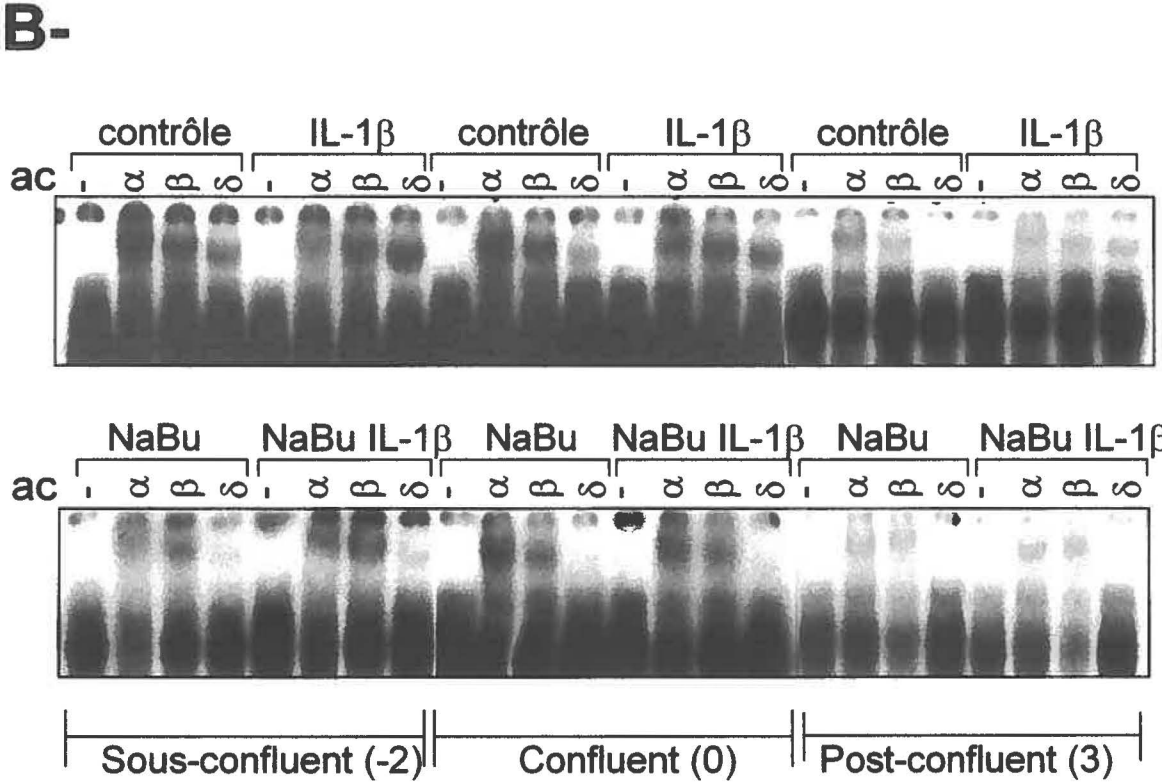 B-
contrôle IL-1β contrôle IL-1β contrôle IL-1β
ac - α β δ - α β δ - α β δ - α β δ - α β δ - α β δ
NaBu NaBu IL-1β NaBu NaBu IL-1β NaBu NaBu IL-1β
ac - α β δ - α β δ - α β δ - α β δ - α β δ - α β δ
Sous-confluent (-2) Confluent (0) Post-confluent (3)